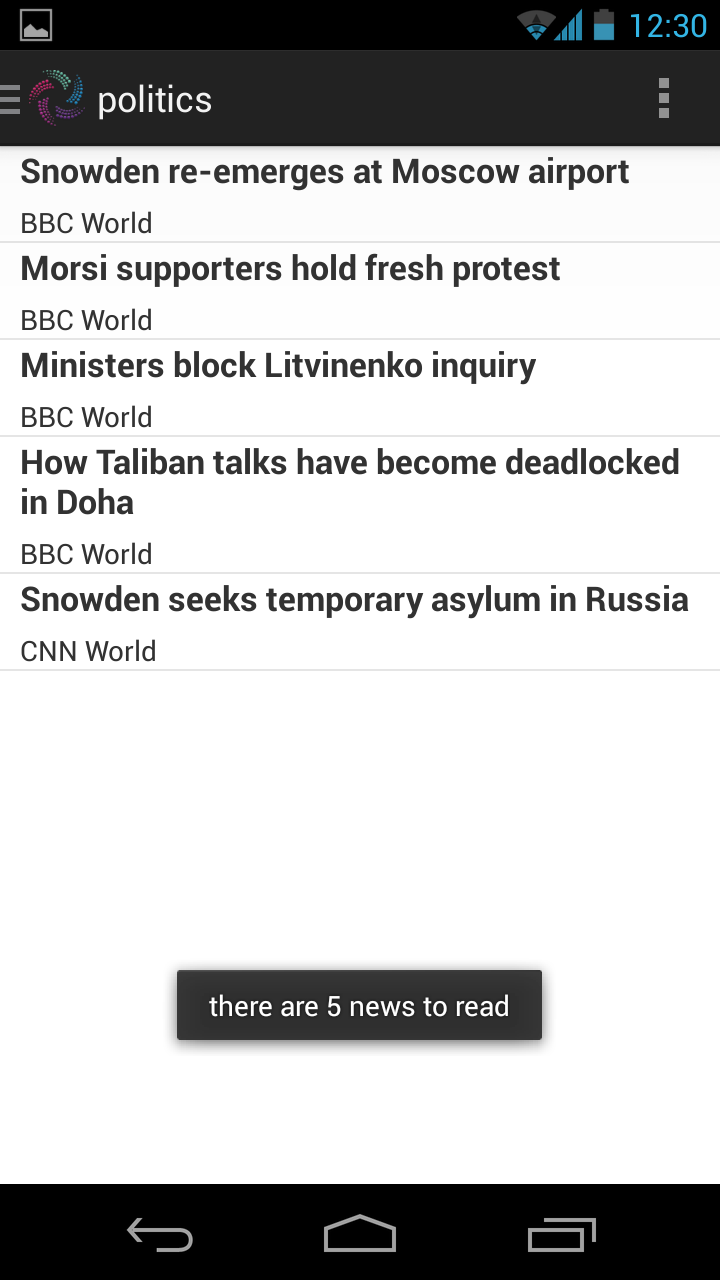 12:30
politics
Snowden re-emerges at Moscow airport
BBC World
Morsi supporters hold fresh protest
BBC World
Ministers block Litvinenko inquiry
BBC World
How Taliban talks have become deadlocked
in Doha
BBC World
Snowden seeks temporary asylum in Russia
CNN World
there are 5 news to read